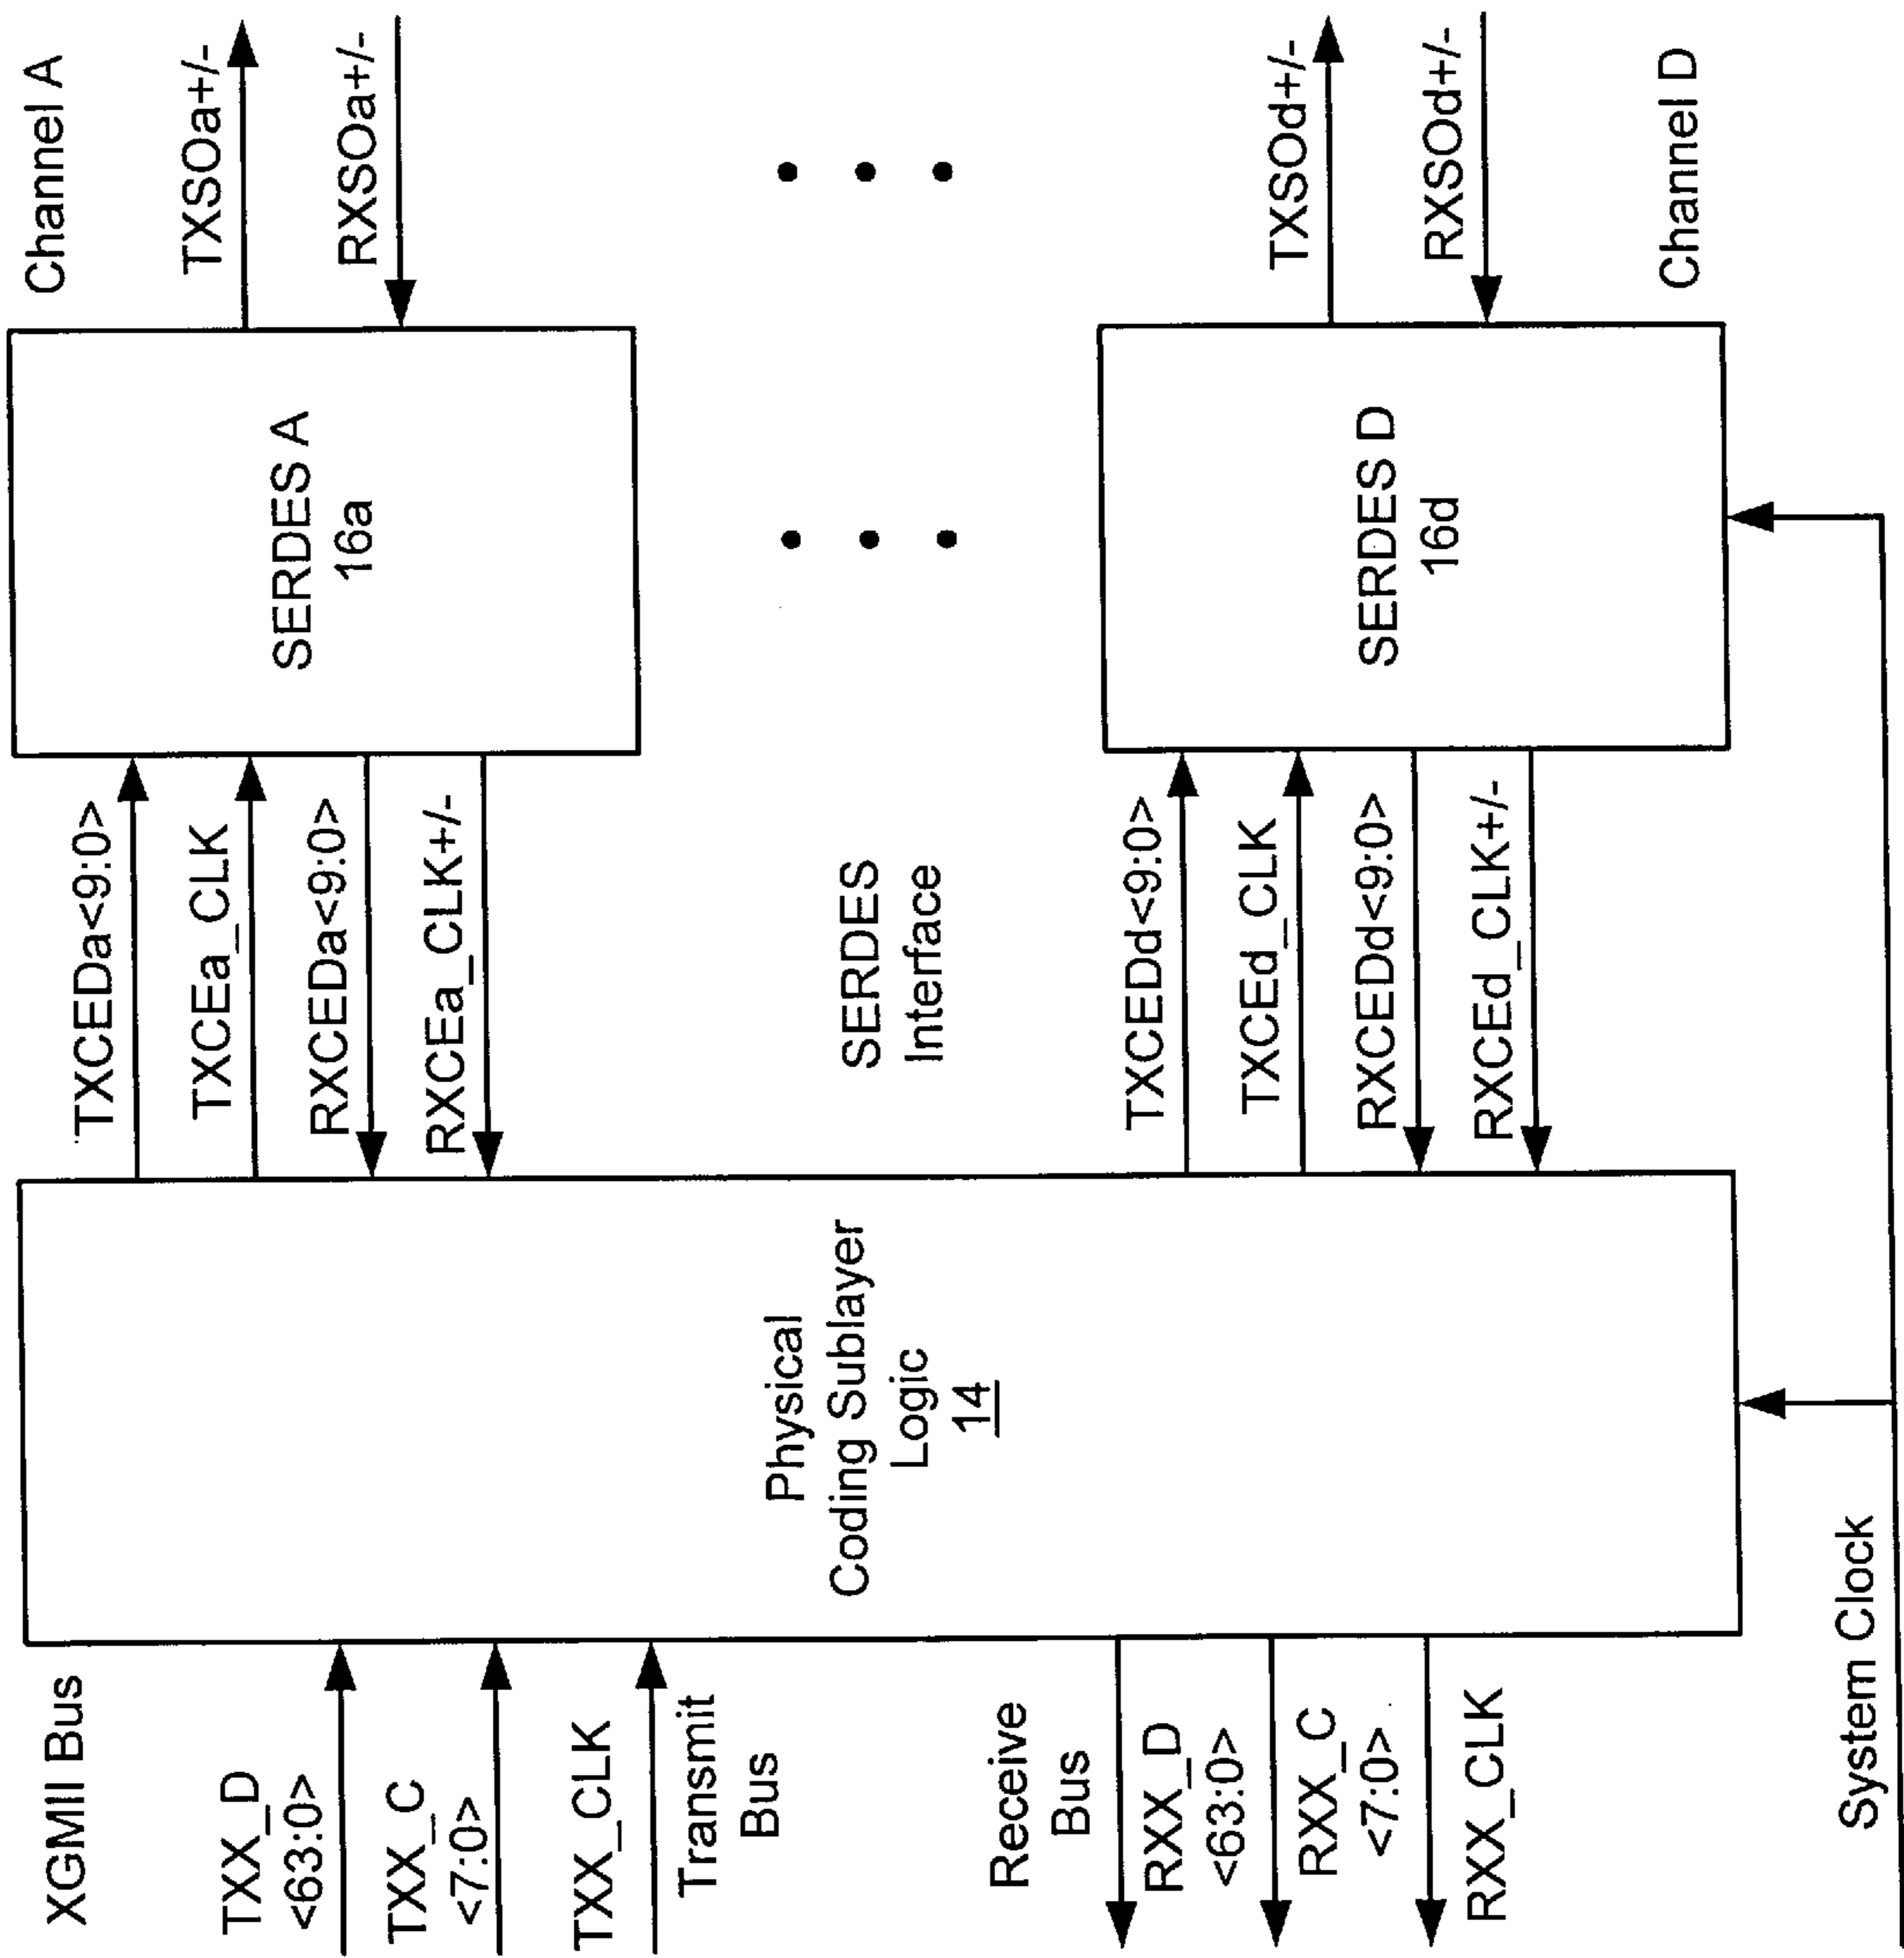 XGMII Bus
TXX_D
<63:0>
TXX_C
<7:0>
TXX_CLK
Transmit
Bus
Receive
Bus
RXX_D
<63:0>
RXX_C
<7:0>
RXX_CLK
System Clock
Physical
Coding Sublayer
Logic
14
TXCEDa<9:0>
TXCEa_CLK
RXCEDa<9:0>
RXCEa_CLK+/-
SERDES
Interface
TXCEDd<9:0>
TXCEd_CLK
RXCEDd<9:0>
RXCEd_CLK+/-
SERDES A
16a
SERDES D
16d
Channel A
TXSOa+/-
RXSOa+/-
TXSOd+/-
RXSOd+/-
Channel D